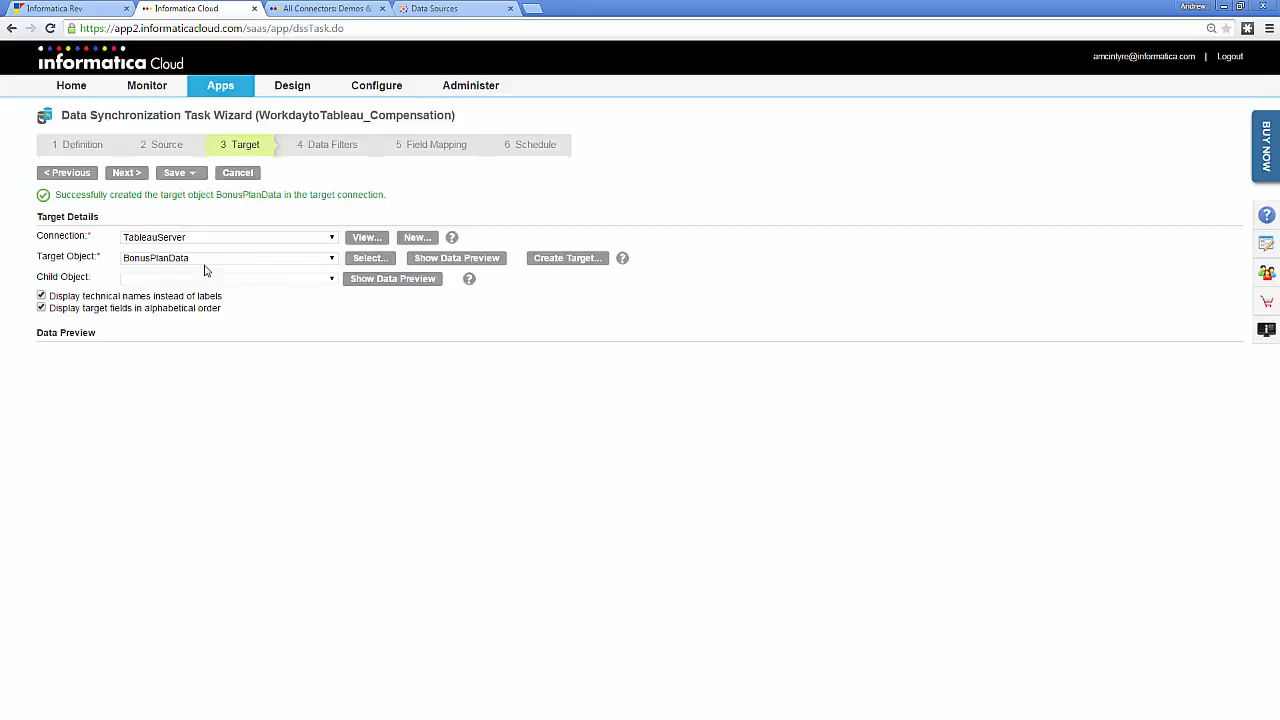 Informatica Rev
Informatica Cloud
All Connectors: Demos &
Data Sources
Andrew
https://app2.informaticacloud.com/saas/app/dssTask.do
informatica Cloud
amcintyre@informatica.com | Logout
Home Monitor Apps Design Configure Administer
Data Synchronization Task Wizard (WorkdaytoTableau_Compensation)
1 Definition 2 Source 3 Target 4 Data Filters 5 Field Mapping 6 Schedule
< Previous Next > Save Cancel
Successfully created the target object BonusPlanData in the target connection.
Target Details
Connection:* TableauServer View... New... ?
Target Object:* BonusPlanData Select... Show Data Preview Create Target... ?
Child Object: Show Data Preview ?
Display technical names instead of labels
Display target fields in alphabetical order
Data Preview
BUY NOW
?